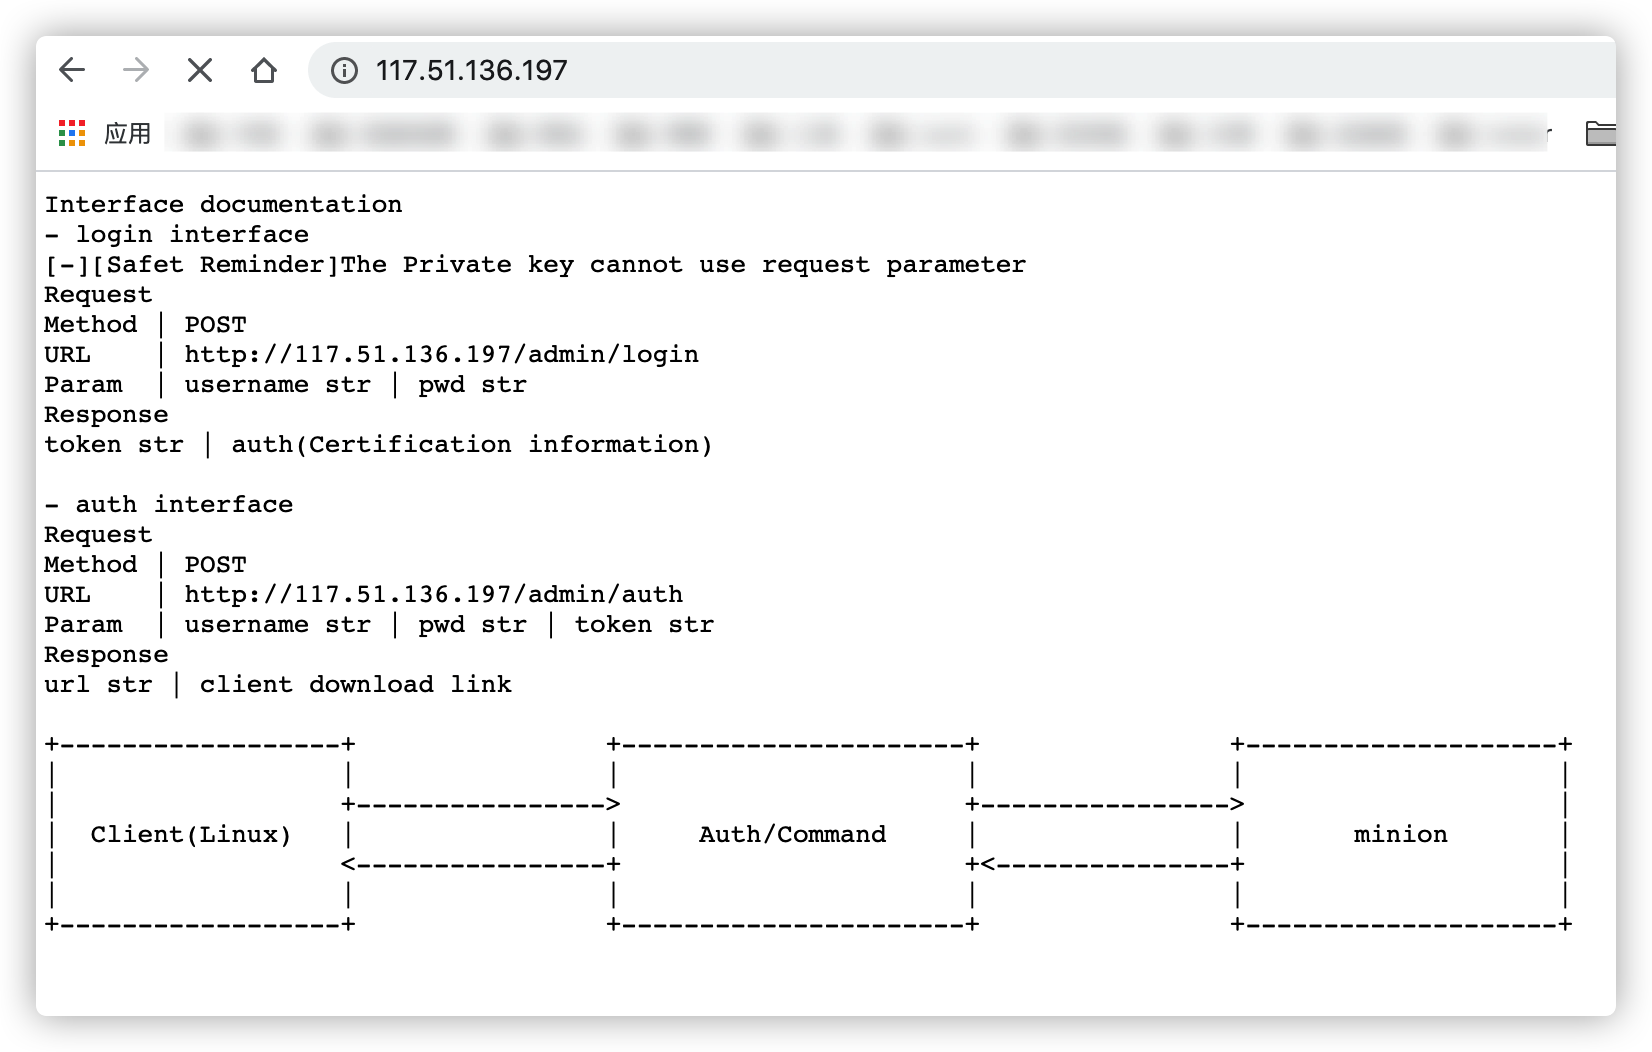 117.51.136.197
应用
Interface documentation
- login interface
[-][Safet Reminder]The Private key cannot use request parameter
Request
Method | POST
URL    | http://117.51.136.197/admin/login
Param  | username str | pwd str
Response
token str | auth(Certification information)
- auth interface
Request
Method | POST
URL    | http://117.51.136.197/admin/auth
Param  | username str | pwd str | token str
Response
url str | client download link
Client(Linux) Auth/Command minion